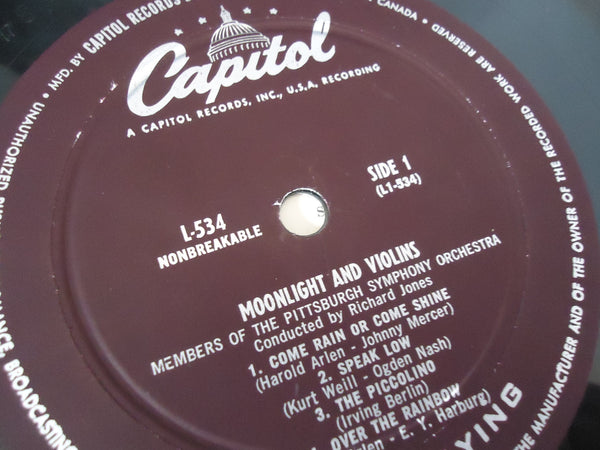 MFD. BY CAPITOL RECORDS
CANADA •
Capitol
A CAPITOL RECORDS, INC., U.S.A. RECORDING
L-534
NONBREAKABLE
SIDE 1
(L1-534)
MOONLIGHT AND VIOLINS
MEMBERS OF THE PITTSBURGH SYMPHONY ORCHESTRA
Conducted by Richard Jones
1. COME RAIN OR COME SHINE
(Harold Arlen - Johnny Mercer)
2. SPEAK LOW
(Kurt Weill - Ogden Nash)
3. THE PICCOLINO
(Irving Berlin)
OVER THE RAINBOW
E. Y. Harburg)
YING
THE MANUFACTURER AND OF THE OWNER OF THE RECORDED WORK ARE RESERVED
BROADCASTING
• UNAUTHORIZED